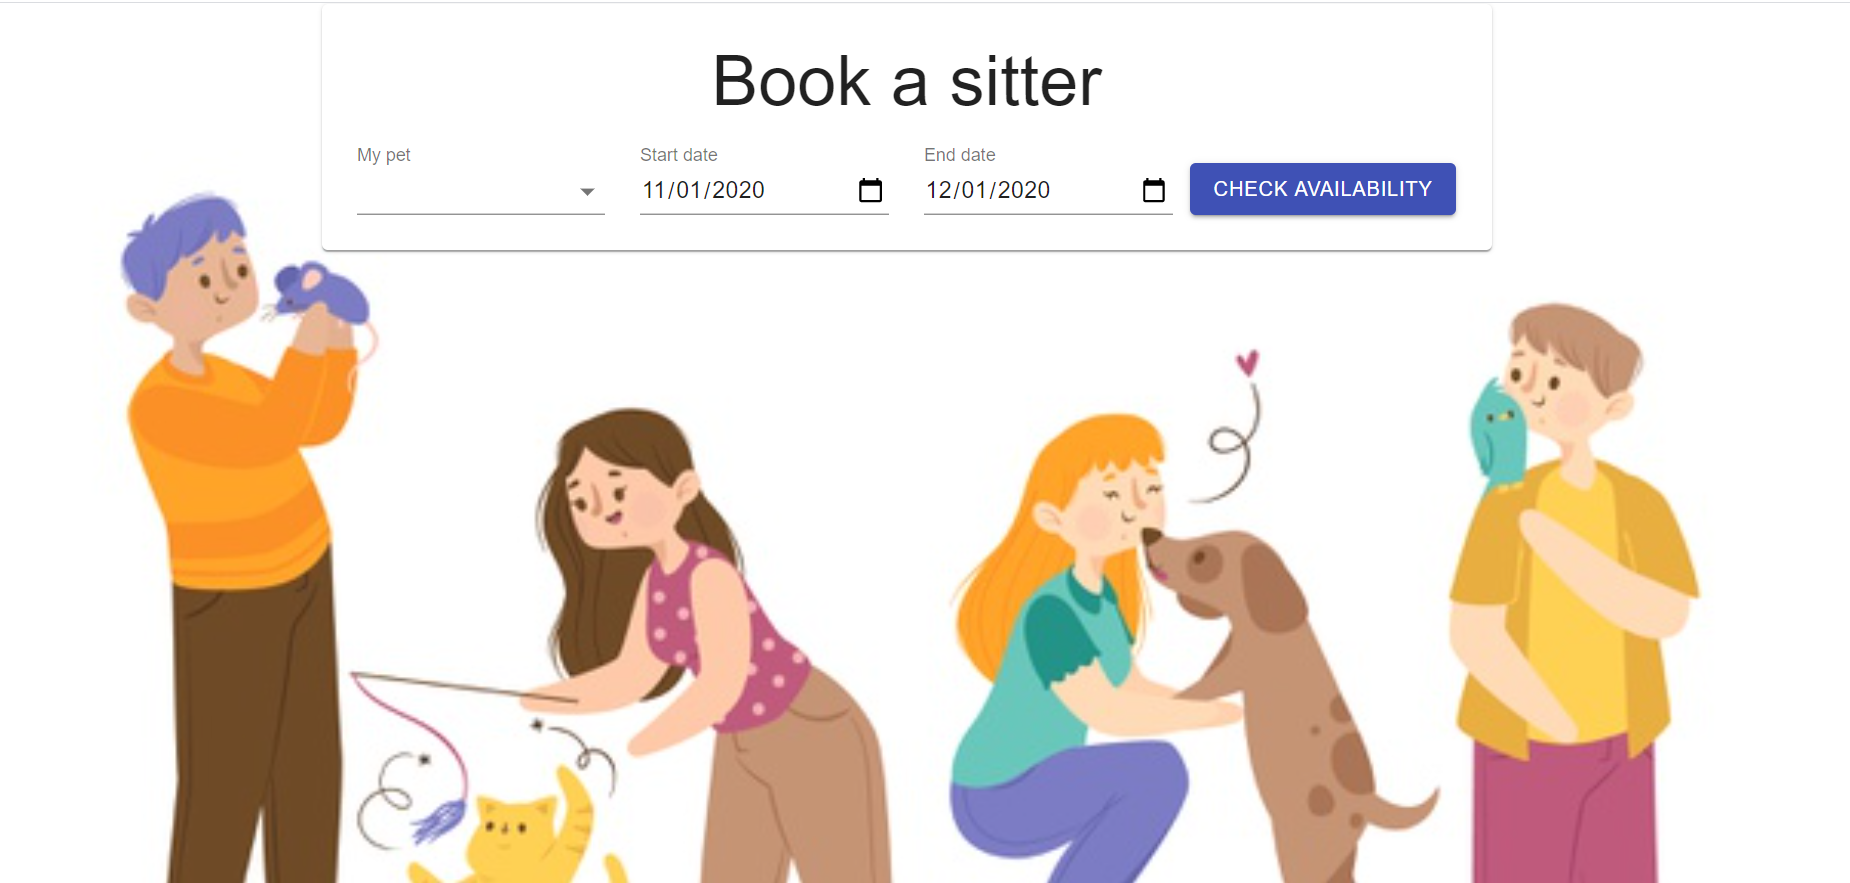 Book a sitter
My pet
Start date
End date
11/01/2020
12/01/2020
CHECK AVAILABILITY